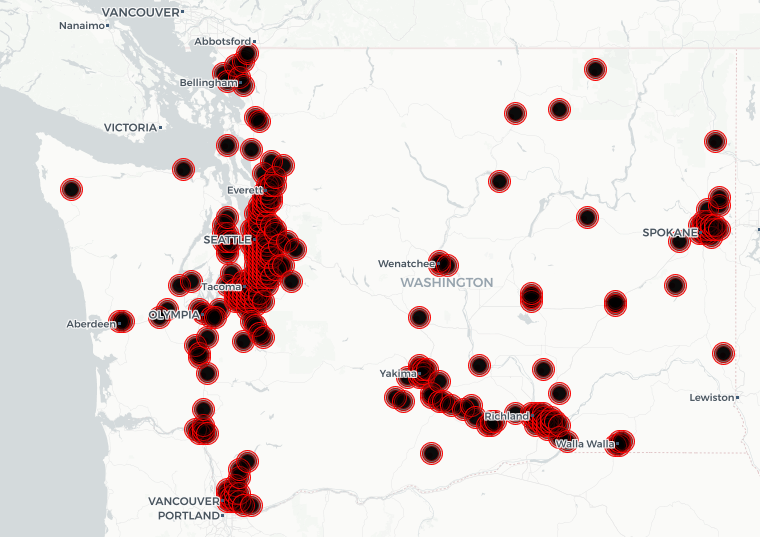 VANCOUVER
Nanaimo
Abbotsford
Bellingham
VICTORIA
Everett
SEATTLE
SPOKANE
Wenatchee
WASHINGTON
Tacoma
OLYMPIA
Aberdeen
Yakima
Lewiston
Richland
Walla Walla
VANCOUVER
PORTLAND